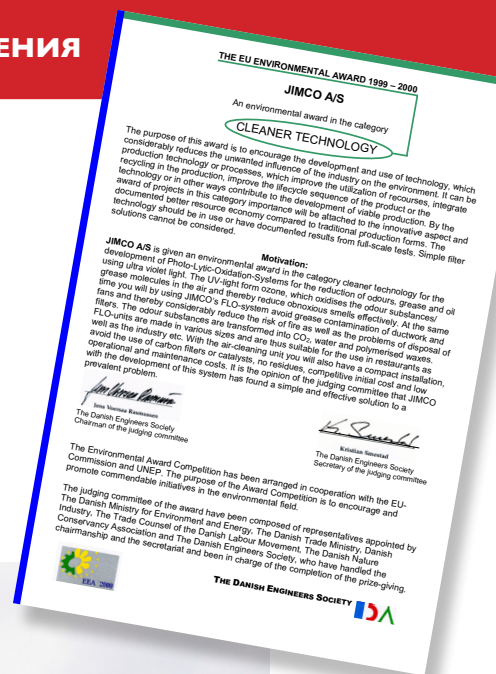 ЕНИЯ
THE EU ENVIRONMENTAL AWARD 1999 – 2000
JIMCO A/S
An environmental award in the category
CLEANER TECHNOLOGY
The purpose of this award is to encourage the development and use of technology, which
considerably reduces the unwanted influence of the industry on the environment. It can be
production technology or processes, which improve the utilization of recourses, integrate
recycling in the production, improve the lifecycle sequence of the product or the
technology or in other ways contribute to the development of viable production. By the
award of projects in this category importance will be attached to the innovative aspect and
documented better resource economy compared to traditional production forms. The
technology should be in use or have documented results from full-scale tests. Simple filter
solutions cannot be considered.
Motivation:
JIMCO A/S is given an environmental award in the category cleaner technology for the
development of Photo-Lytic-Oxidation-Systems for the reduction of odours, grease and oil
using ultra violet light. The UV-light form ozone, which oxidises the odour substances/
grease molecules in the air and thereby reduce obnoxious smells effectively. At the same
time you will by using JIMCO's FLO-system avoid grease contamination of ductwork and
fans and thereby considerably reduce the risk of fire as well as the problems of disposal of
filters. The odour substances are transformed into CO2, water and polymerised waxes.
FLO-units are made in various sizes and are thus suitable for the use in restaurants as
well as the industry etc. With the air-cleaning unit you will also have a compact installation,
avoid the use of carbon filters or catalysts, no residues, competitive initial cost and low
operational and maintenance costs. It is the opinion of the judging committee that JIMCO
with the development of this system has found a simple and effective solution to a
prevalent problem.
Jens Vørnæs Rasmussen
The Danish Engineers Society
Chairman of the judging committee
Kristian Smestad
The Danish Engineers Society
Secretary of the judging committee
The Environmental Award Competition has been arranged in cooperation with the EU-
Commission and UNEP. The purpose of the Award Competition is to encourage and
promote commendable initiatives in the environmental field.
The judging committee of the award have been composed of representatives appointed by
The Danish Ministry for Environment and Energy, The Danish Trade Ministry, Danish
Industry, The Trade Counsel of the Danish Labour Movement, The Danish Nature
Conservancy Association and The Danish Engineers Society, who have handled the
chairmanship and the secretariat and been in charge of the completion of the prize-giving.
EEA 2000
THE DANISH ENGINEERS SOCIETY
IDA